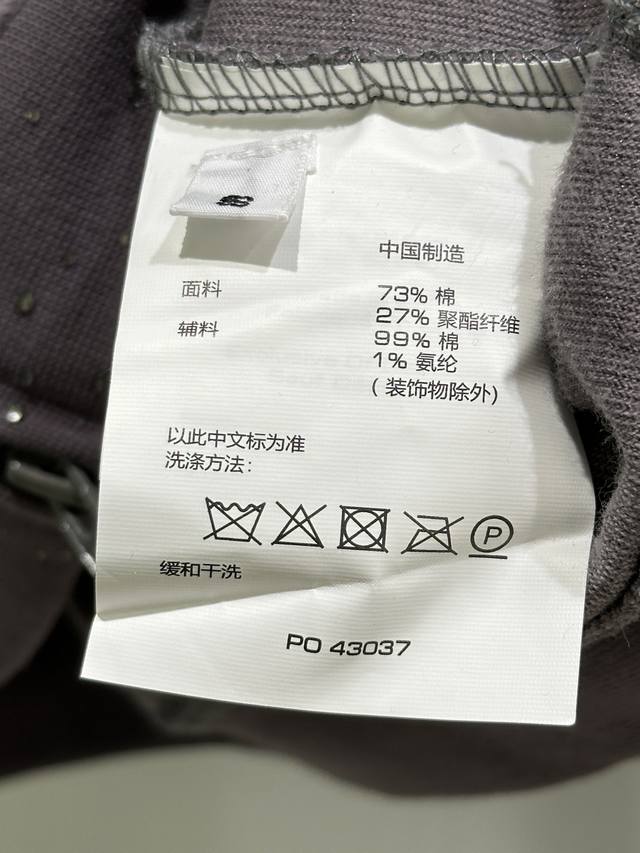 中国制造
面料 73% 棉
27% 聚酯纤维
辅料 99% 棉
1% 氨纶
(装饰物除外)
以此中文标为准
洗涤方法:
P
缓和干洗
PO 43037